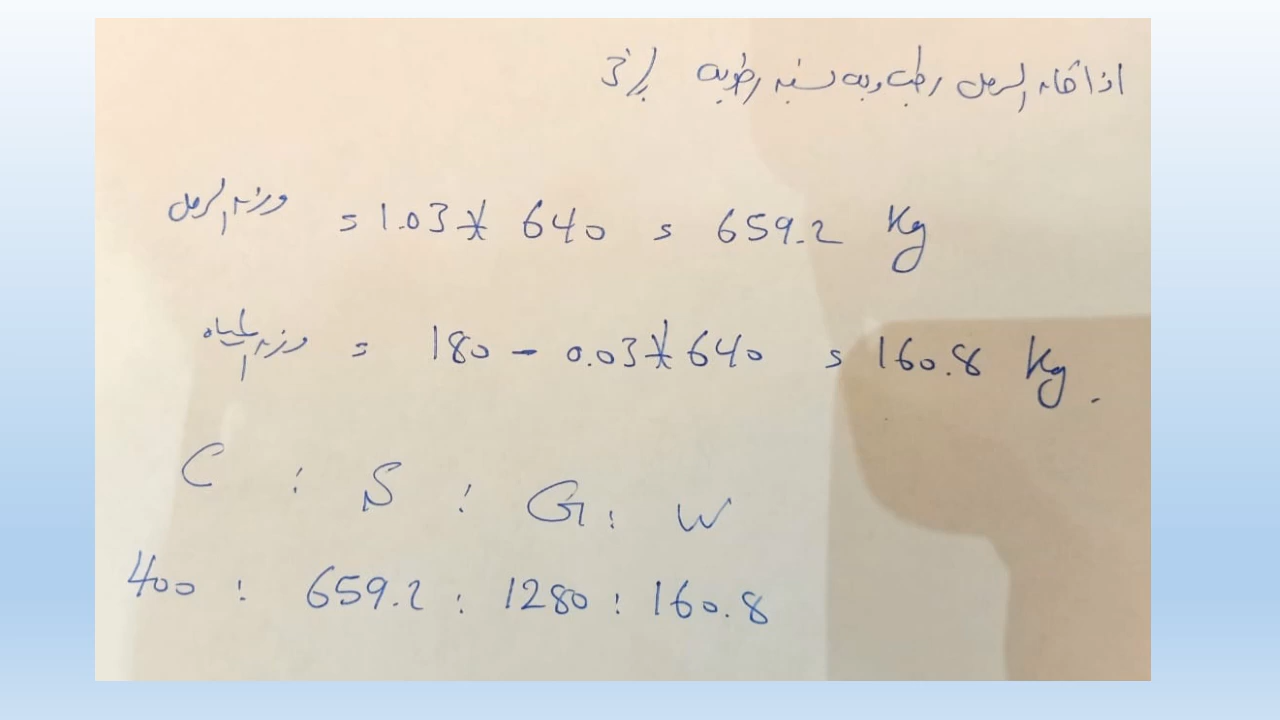 اذا كان الرمل رطب وبه نسبة رطوبة 3%
وزن الرمل = 1.03 * 640 = 659.2 Kg
وزن المياه = 180 - 0.03 * 640 = 160.8 Kg.
C : S : G : W
400 : 659.2 : 1280 : 160.8